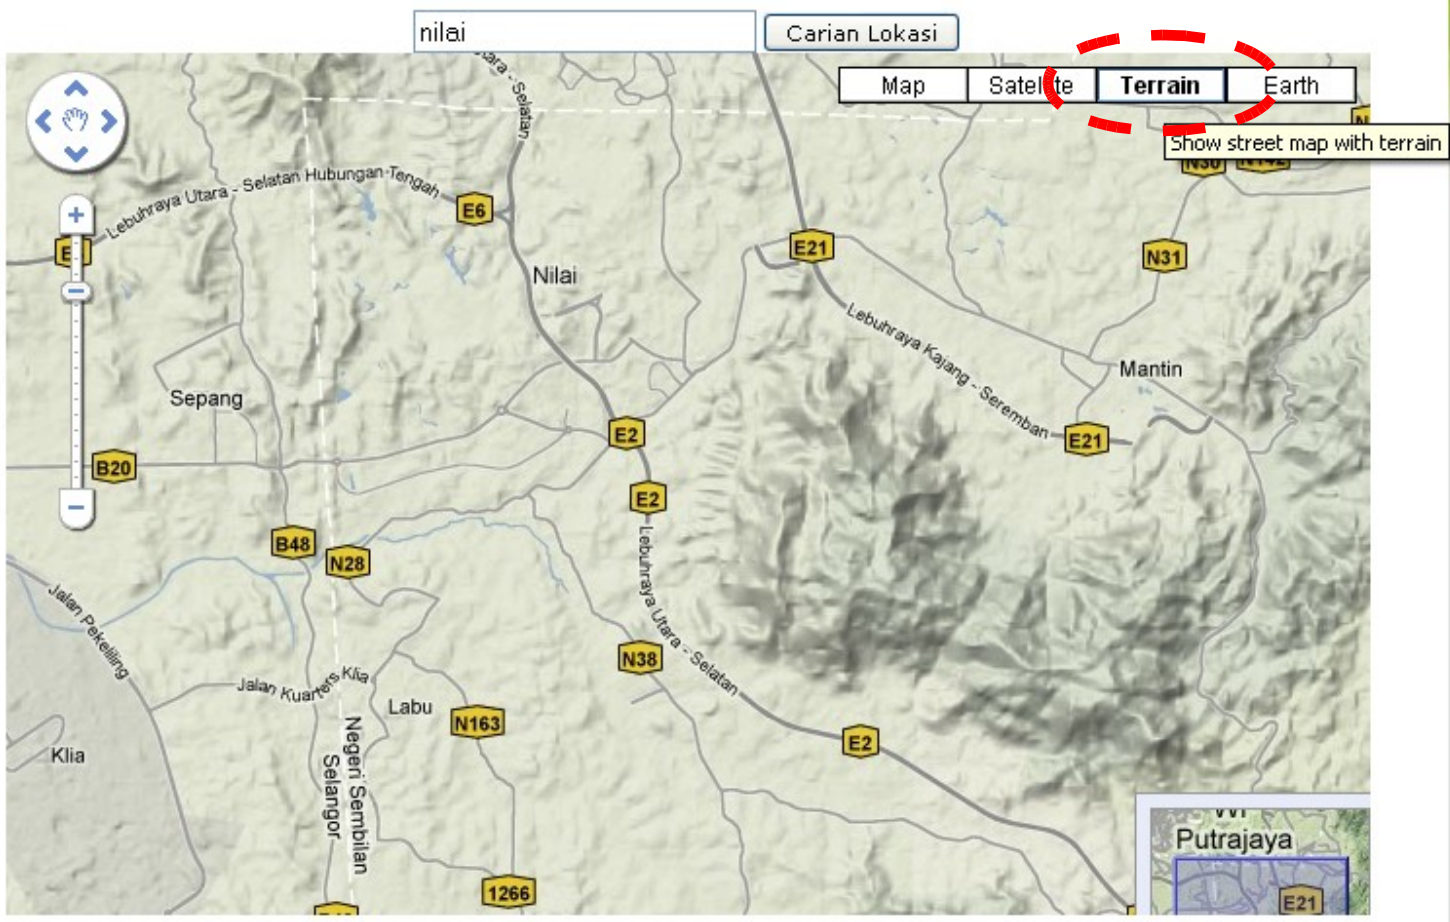 nilai
Carian Lokasi
Map
Satellite
Terrain
Earth
Show street map with terrain
Selatan
Lebuhraya Utara - Selatan Hubungan Tengah
E6
E21
N31
Nilai
Lebuhraya Kajang - Seremban
Mantin
Sepang
E2
E21
B20
E2
B48
N28
Lebuhraya Utara - Selatan
Jalan Pekeliling
N38
Jalan Kuarters Klia
Labu
N163
E2
Klia
Negeri Sembilan
Selangor
Putrajaya
1266
E21